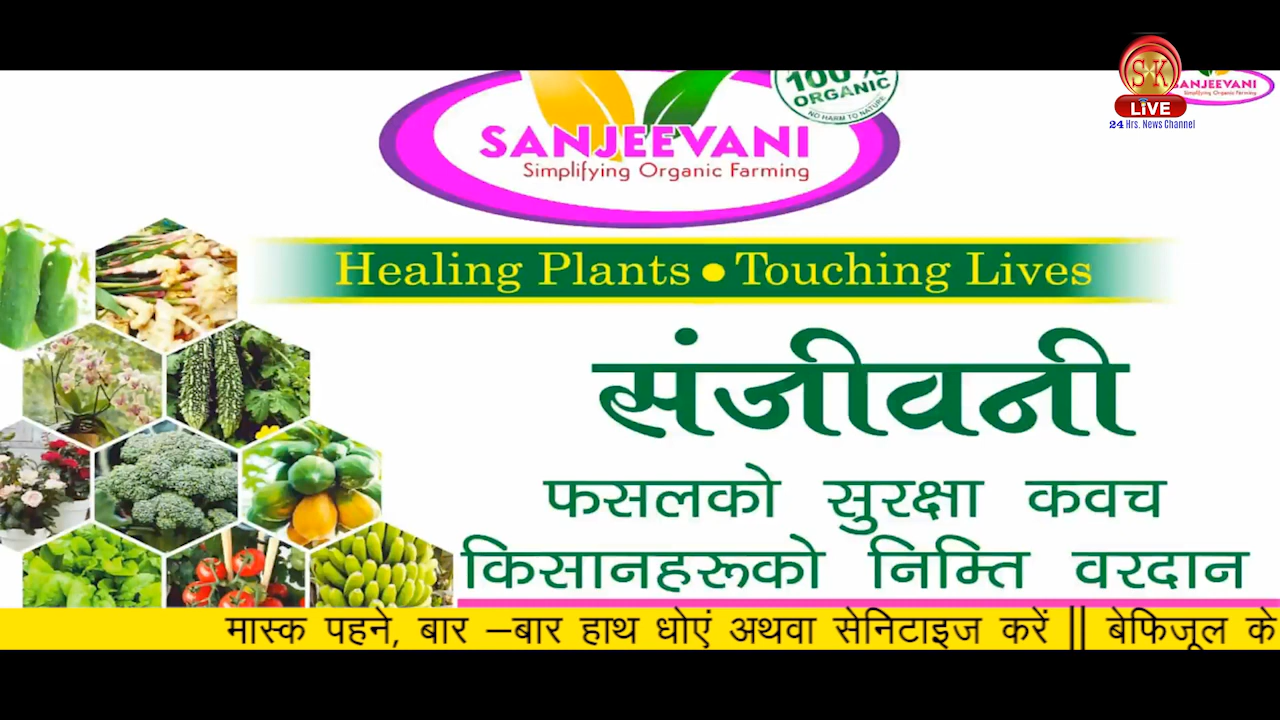 100%
ORGANIC
NO HARM TO NATURE
SANJEEVANI
Simplifying Organic Farming
SK
LIVE
24 Hrs. News Channel
SANJEEVANI
Simplifying Organic Farming
Healing Plants • Touching Lives
संजीवनी
फसलको सुरक्षा कवच
किसानहरूको निम्ति वरदान
मास्क पहने, बार –बार हाथ धोएं अथवा सेनिटाइज करें || बेफिजूल के